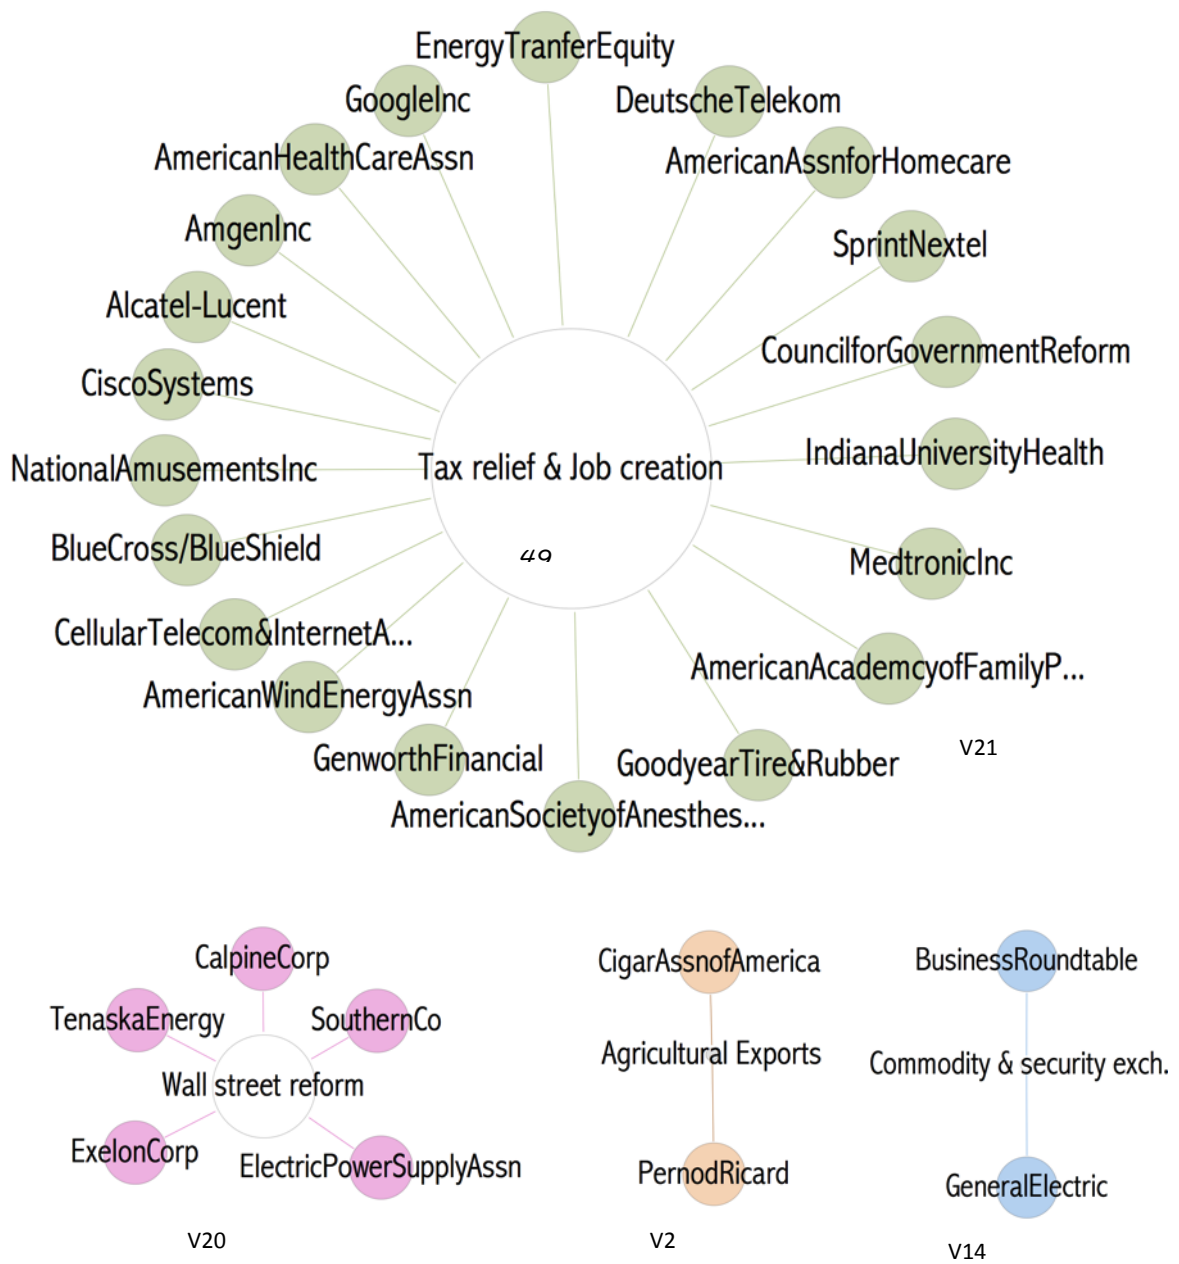 EnergyTranferEquity
GoogleInc
DeutscheTelekom
AmericanHealthCareAssn
AmericanAssnforHomecare
AmgenInc
SprintNextel
Alcatel-Lucent
CouncilforGovernmentReform
CiscoSystems
IndianaUniversityHealth
NationalAmusementsInc
Tax relief & Job creation
49
BlueCross/BlueShield
MedtronicInc
CellularTelecom&InternetA...
AmericanAcademcyofFamilyP...
AmericanWindEnergyAssn
V21
GenworthFinancial
GoodyearTire&Rubber
AmericanSocietyofAnesthes...
CalpineCorp
TenaskaEnergy
SouthernCo
Wall street reform
ExelonCorp
ElectricPowerSupplyAssn
V20
CigarAssnofAmerica
Agricultural Exports
PernodRicard
V2
BusinessRoundtable
Commodity & security exch.
GeneralElectric
V14